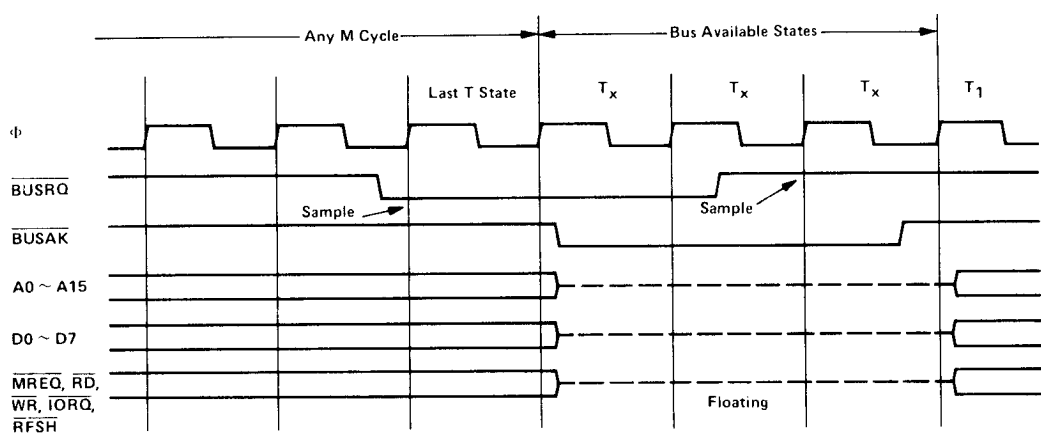 Any M Cycle Bus Available States
Last T State Tx Tx Tx T1
Φ
BUSRQ
Sample Sample
BUSAK
A0 ~ A15
D0 ~ D7
MREQ, RD,
WR, IORQ, Floating
RFSH